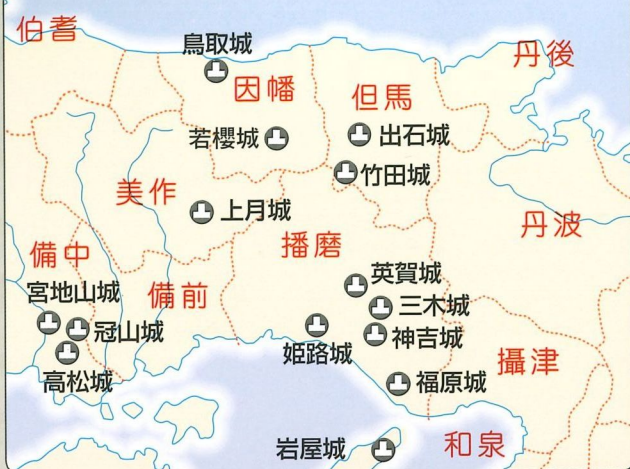 伯耆
鳥取城
丹後
因幡
但馬
若櫻城
出石城
竹田城
美作
上月城
丹波
播磨
備中
英賀城
宮地山城
備前
三木城
冠山城
神吉城
姫路城
攝津
高松城
福原城
岩屋城
和泉